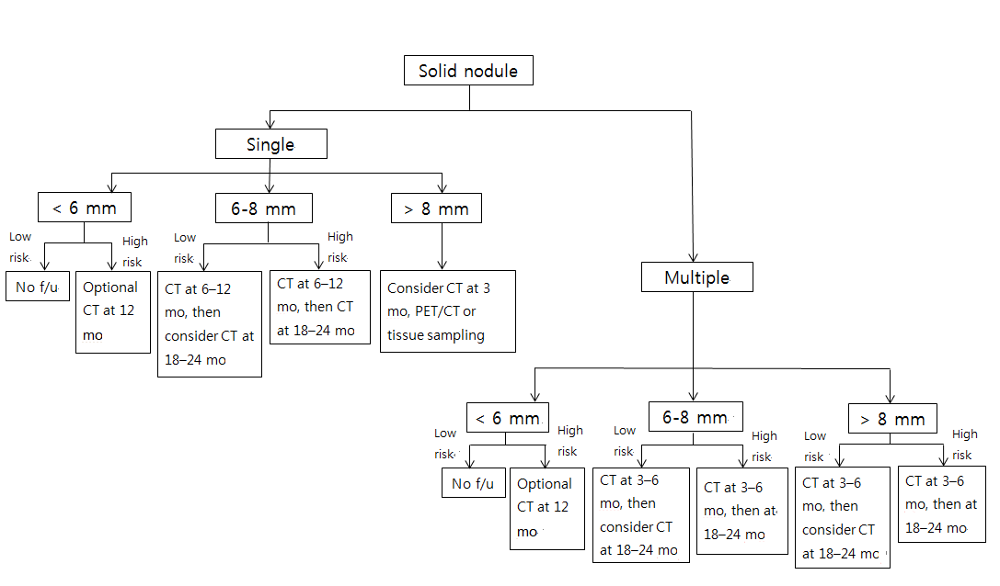 Solid nodule
Single
< 6 mm
6-8 mm
> 8 mm
Low
risk
High
risk
Low
risk
High
risk
No f/u
Optional
CT at 12
mo
CT at 6–12
mo, then
consider CT at
18–24 mo
CT at 6–12
mo, then CT
at 18–24 mo
Consider CT at 3
mo, PET/CT or
tissue sampling
Multiple
< 6 mm
6-8 mm
> 8 mm
Low
risk
High
risk
Low
risk
High
risk
Low
risk
High
risk
No f/u
Optional
CT at 12
mo
CT at 3–6
mo, then
consider CT
at 18–24 mo
CT at 3–6
mo, then at
18–24 mo
CT at 3–6
mo, then
consider CT
at 18–24 mo
CT at 3–6
mo, then at
18–24 mo